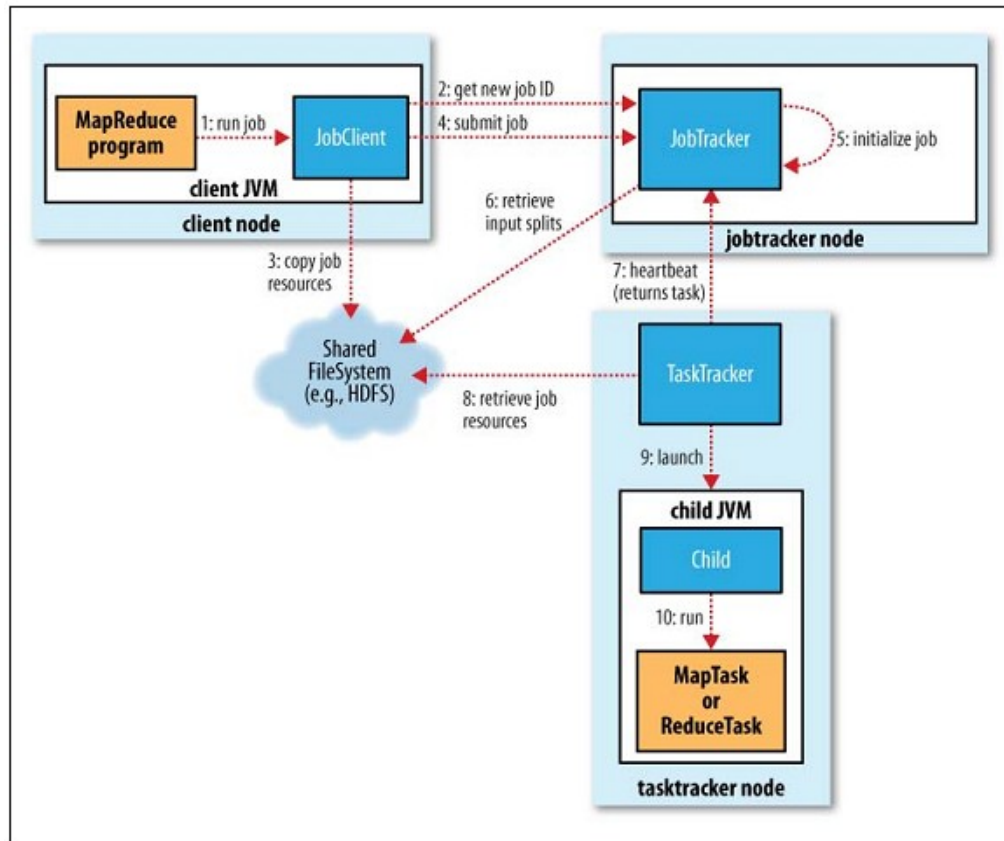 MapReduce
program
1: run job
JobClient
client JVM
client node
2: get new job ID
4: submit job
JobTracker
5: initialize job
jobtracker node
3: copy job
resources
6: retrieve
input splits
7: heartbeat
(returns task)
Shared
FileSystem
(e.g., HDFS)
8: retrieve job
resources
TaskTracker
9: launch
child JVM
Child
10: run
MapTask
or
ReduceTask
tasktracker node